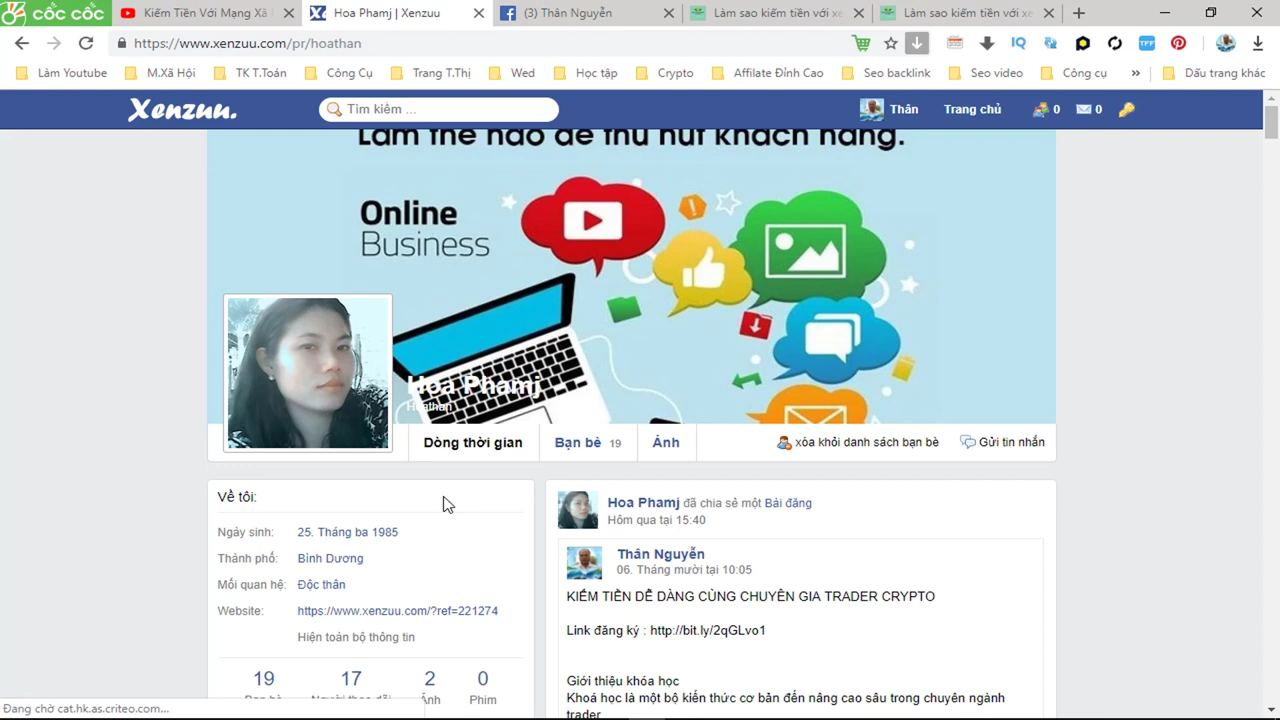 cốc cốc
Kiếm Tiền Với Mạng Xã
Hoa Phamj | Xenzuu
(3) Thân Nguyễn
Làm sao kiếm tiền với xe
Làm sao kiếm tiền với xe
https://www.xenzuu.com/pr/hoathan
IQ
TFF
Làm Youtube
M.Xã Hội
TK T.Toán
Công Cụ
Trang T.Thị
Wed
Học tập
Crypto
Affilate Đỉnh Cao
Seo backlink
Seo video
Công cụ
»
Dấu trang khác
Xenzuu.
Tìm kiếm ...
Thân
Trang chủ
0
0
Làm thế nào để thu hút khách hàng.
Online
Business
Hoa Phamj
Hoathan
Dòng thời gian
Bạn bè 19
Ảnh
xóa khỏi danh sách bạn bè
Gửi tin nhắn
Về tôi:
Ngày sinh: 25. Tháng ba 1985
Thành phố: Bình Dương
Mối quan hệ: Độc thân
Website: https://www.xenzuu.com/?ref=221274
Hiện toàn bộ thông tin
19 17 2 0
Bạn bè Người theo dõi Ảnh Phim
Hoa Phamj đã chia sẻ một Bài đăng
Hôm qua tại 15:40
Thân Nguyễn
06. Tháng mười tại 10:05
KIẾM TIỀN DỄ DÀNG CÙNG CHUYÊN GIA TRADER CRYPTO
Link đăng ký : http://bit.ly/2qGLvo1
Giới thiệu khóa học
Khoá học là một bộ kiến thức cơ bản đến nâng cao sâu trong chuyên ngành
trader
Đang chờ cat.hk.as.criteo.com...